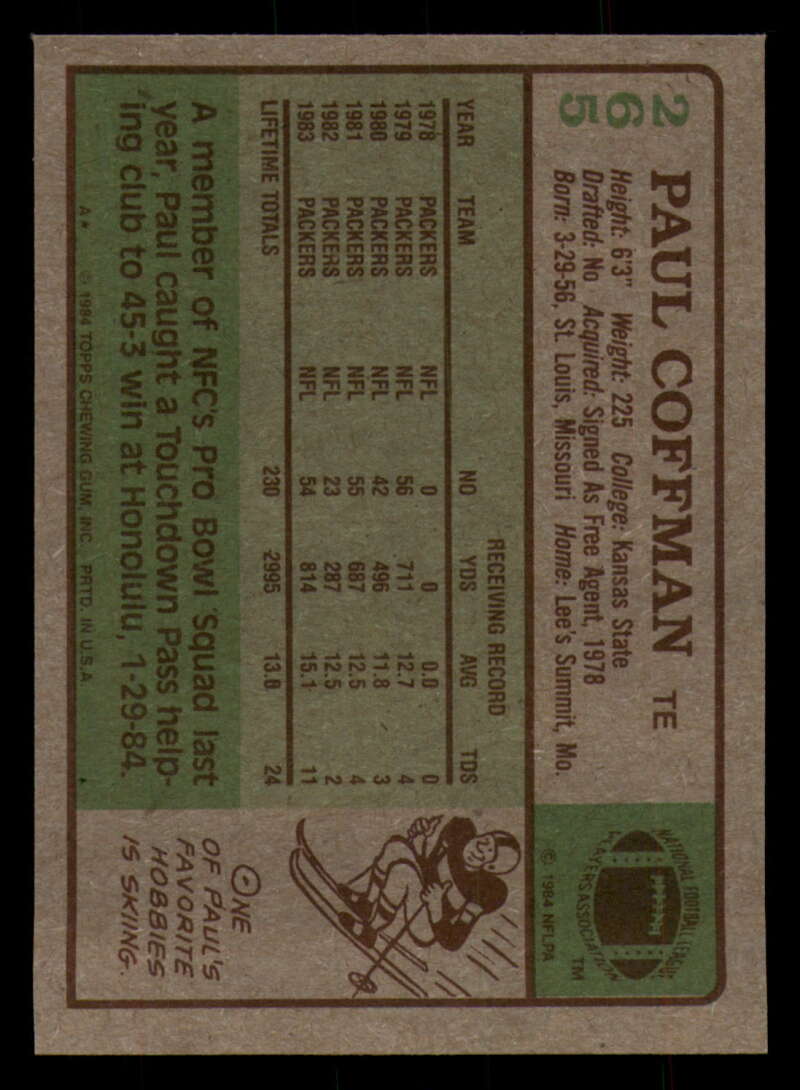 265
PAUL COFFMAN TE
Height: 6'3" Weight: 225 College: Kansas State
Drafted: No Acquired: Signed As Free Agent, 1978
Born: 3-29-56, St. Louis, Missouri Home: Lee's Summit, Mo.
NATIONAL FOOTBALL LEAGUE
PLAYERS ASSOCIATION
TM
© 1984 NFLPA
RECEIVING RECORD
YEAR TEAM NO YDS AVG TDS
1978 PACKERS NFL 0 0 0.0 0
1979 PACKERS NFL 56 711 12.7 4
1980 PACKERS NFL 42 496 11.8 3
1981 PACKERS NFL 55 687 12.5 4
1982 PACKERS NFL 23 287 12.5 2
1983 PACKERS NFL 54 814 15.1 11
LIFETIME TOTALS 230 2995 13.0 24
A member of NFC's Pro Bowl Squad last
year, Paul caught a Touchdown Pass help-
ing club to 45-3 win at Honolulu, 1-29-84.
A* © 1984 TOPPS CHEWING GUM, INC. PRTD. IN U.S.A.
ONE
OF PAUL'S
FAVORITE
HOBBIES
IS SKIING.